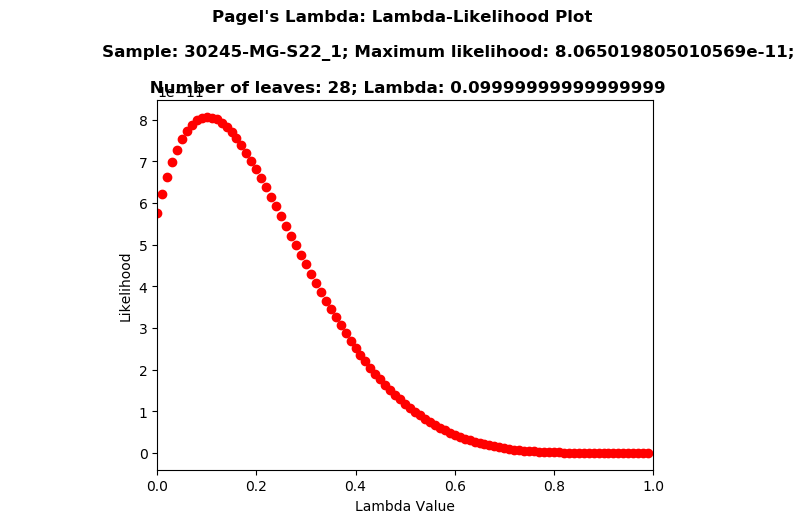 Pagel's Lambda: Lambda-Likelihood Plot
Sample: 30245-MG-S22_1; Maximum likelihood: 8.065019805010569e-11;
Number of leaves: 28; Lambda: 0.09999999999999999
1e−11
8
7
6
5
4
3
2
1
0
Likelihood
0.0 0.2 0.4 0.6 0.8 1.0
Lambda Value